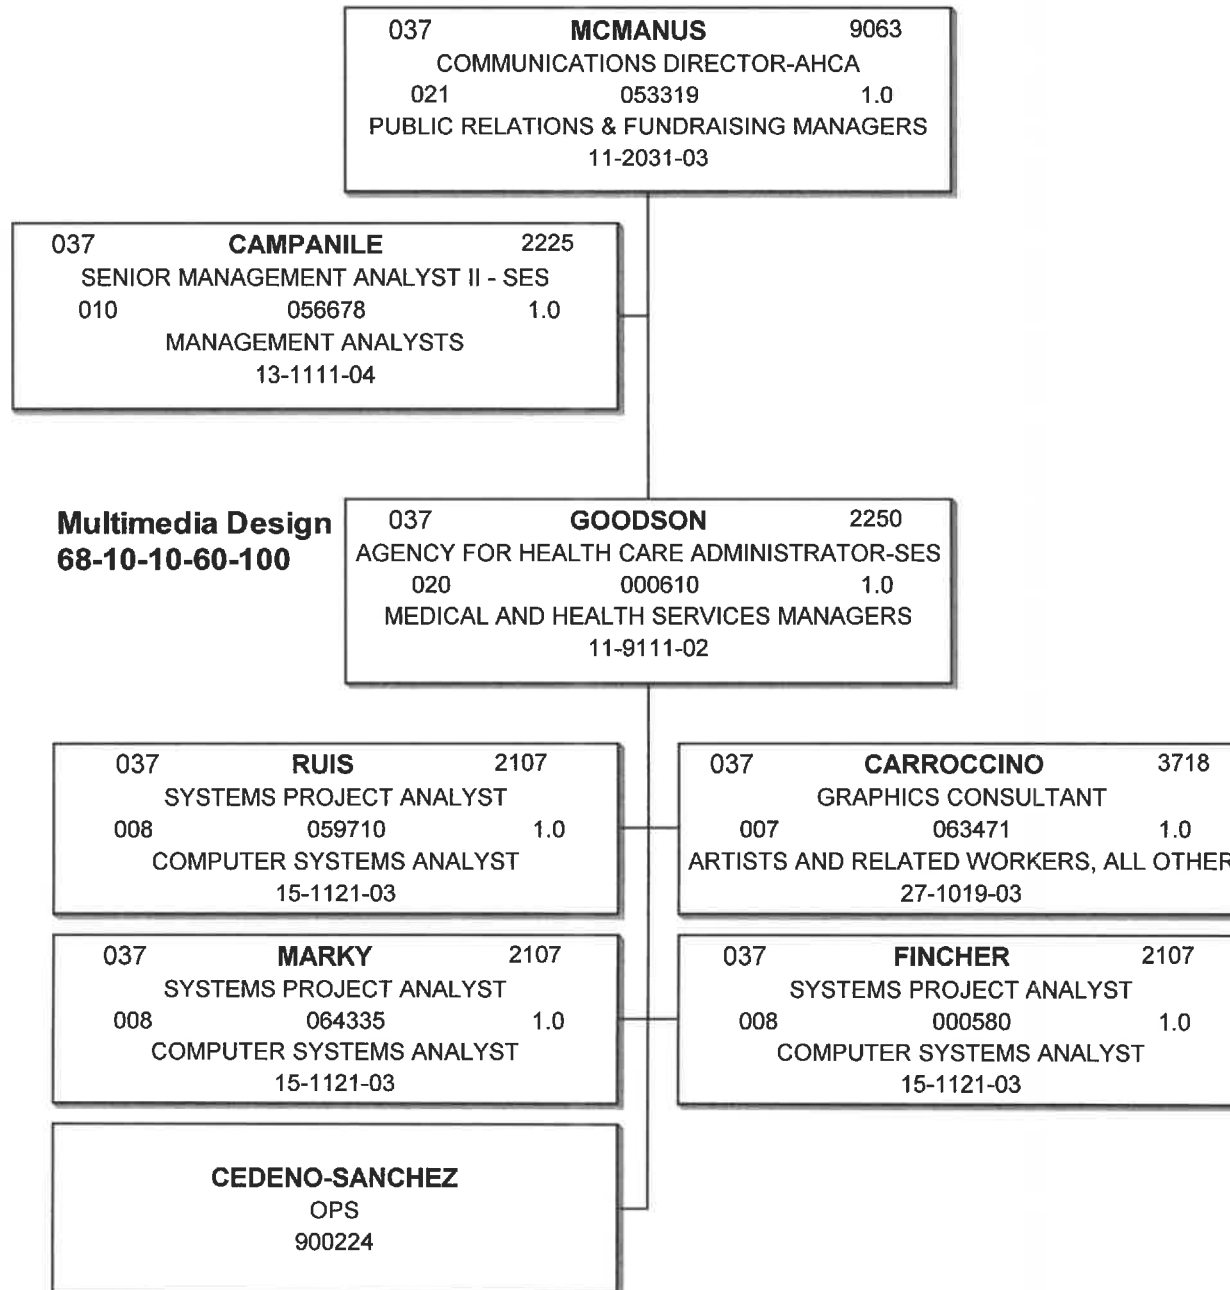 037 MCMANUS 9063
COMMUNICATIONS DIRECTOR-AHCA
021 053319 1.0
PUBLIC RELATIONS & FUNDRAISING MANAGERS
11-2031-03
037 CAMPANILE 2225
SENIOR MANAGEMENT ANALYST II - SES
010 056678 1.0
MANAGEMENT ANALYSTS
13-1111-04
Multimedia Design
68-10-10-60-100
037 GOODSON 2250
AGENCY FOR HEALTH CARE ADMINISTRATOR-SES
020 000610 1.0
MEDICAL AND HEALTH SERVICES MANAGERS
11-9111-02
037 RUIS 2107
SYSTEMS PROJECT ANALYST
008 059710 1.0
COMPUTER SYSTEMS ANALYST
15-1121-03
037 CARROCCINO 3718
GRAPHICS CONSULTANT
007 063471 1.0
ARTISTS AND RELATED WORKERS, ALL OTHER
27-1019-03
037 MARKY 2107
SYSTEMS PROJECT ANALYST
008 064335 1.0
COMPUTER SYSTEMS ANALYST
15-1121-03
037 FINCHER 2107
SYSTEMS PROJECT ANALYST
008 000580 1.0
COMPUTER SYSTEMS ANALYST
15-1121-03
CEDENO-SANCHEZ
OPS
900224